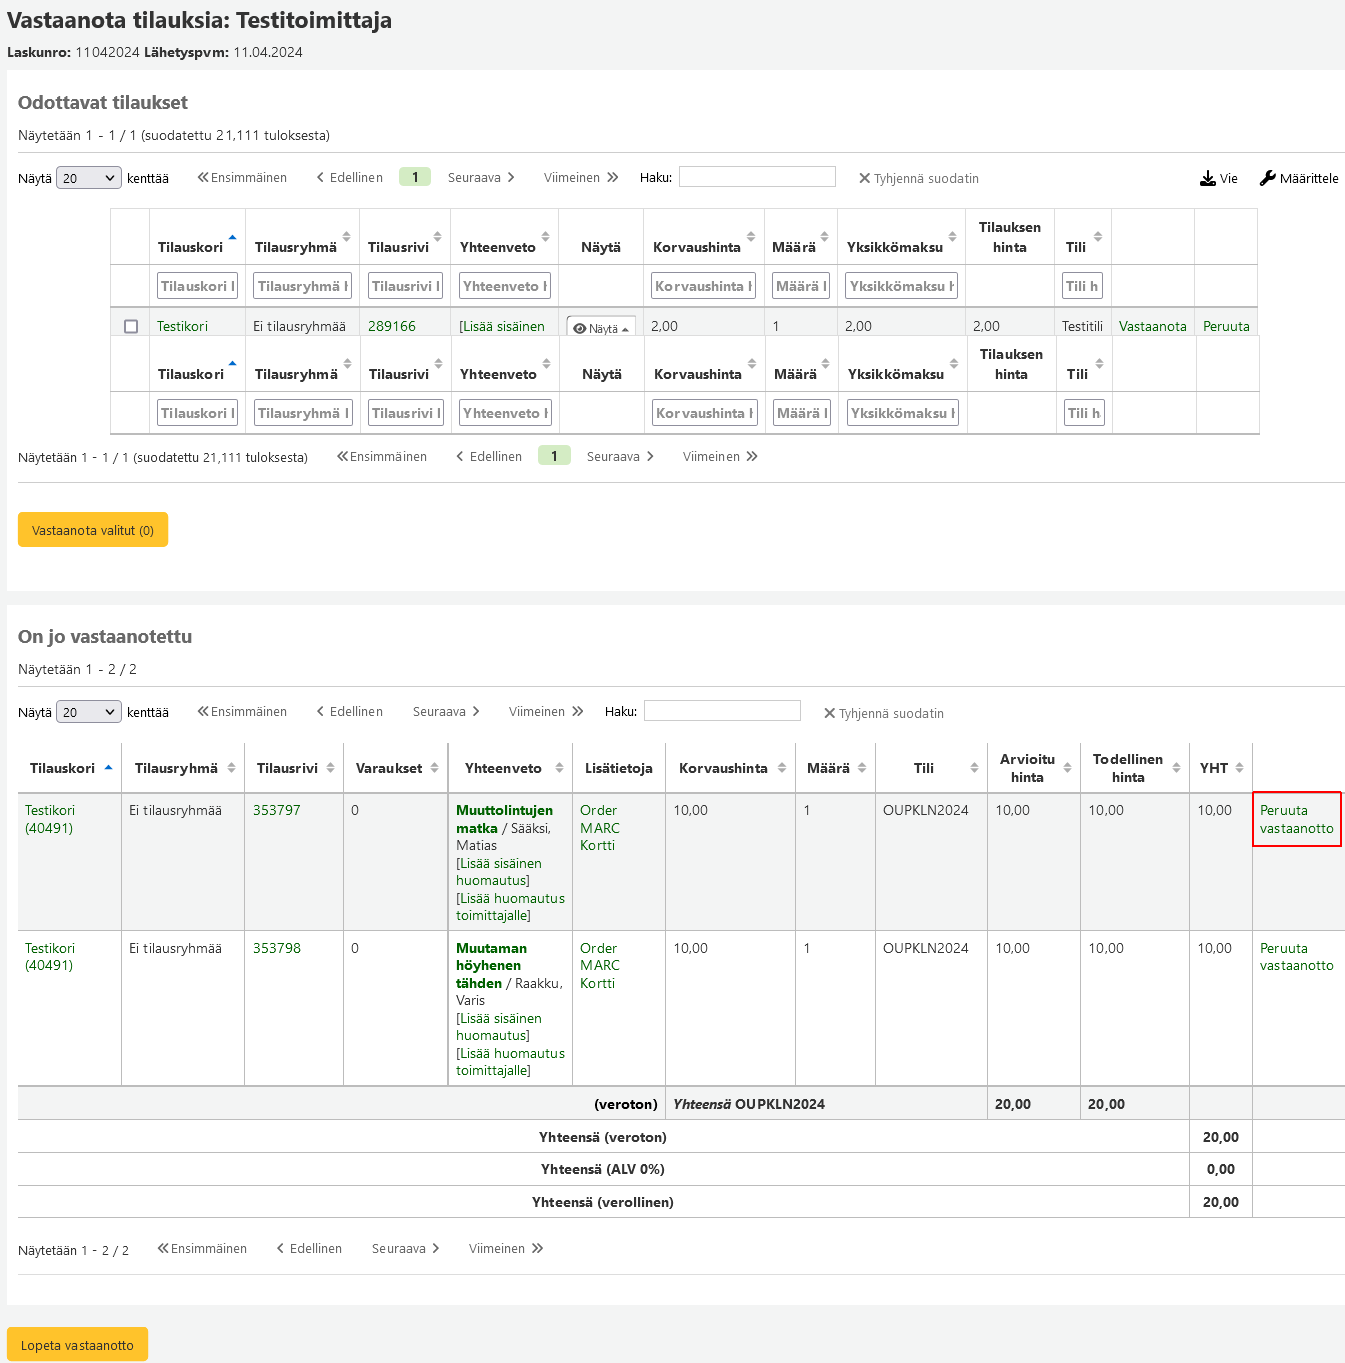 Vastaanota tilauksia: Testitoimittaja
Laskunro: 11042024 Lähetyspvm: 11.04.2024
Odottavat tilaukset
Näytetään 1 - 1 / 1 (suodatettu 21,111 tuloksesta)
Näytä 20 kenttää Ensimmäinen Edellinen 1 Seuraava Viimeinen Haku: Tyhjennä suodatin Vie Määrittele
Tilauskori Tilausryhmä Tilausrivi Yhteenveto Näytä Korvaushinta Määrä Yksikkömaksu Tilauksen hinta Tili
Tilauskori Tilausryhmä Tilausrivi Yhteenveto Korvaushinta Määrä Yksikkömaksu Tili h
Testikori Ei tilausryhmää 289166 [Lisää sisäinen Näytä 2,00 1 2,00 2,00 Testitili Vastaanota Peruuta
Tilauskori Tilausryhmä Tilausrivi Yhteenveto Näytä Korvaushinta Määrä Yksikkömaksu Tilauksen hinta Tili
Tilauskori Tilausryhmä Tilausrivi Yhteenveto Korvaushinta Määrä Yksikkömaksu Tili h
Näytetään 1 - 1 / 1 (suodatettu 21,111 tuloksesta) Ensimmäinen Edellinen 1 Seuraava Viimeinen
Vastaanota valitut (0)
On jo vastaanotettu
Näytetään 1 - 2 / 2
Näytä 20 kenttää Ensimmäinen Edellinen Seuraava Viimeinen Haku: Tyhjennä suodatin
Tilauskori Tilausryhmä Tilausrivi Varaukset Yhteenveto Lisätietoja Korvaushinta Määrä Tili Arvioitu hinta Todellinen hinta YHT
Testikori Ei tilausryhmää 353797 0 Muuttolintujen Order 10,00 1 OUPKLN2024 10,00 10,00 10,00 Peruuta
(40491) matka / Sääksi, MARC vastaanotto
Matias Kortti
[Lisää sisäinen
huomautus]
[Lisää huomautus
toimittajalle]
Testikori Ei tilausryhmää 353798 0 Muutaman Order 10,00 1 OUPKLN2024 10,00 10,00 10,00 Peruuta
(40491) höyhenen MARC vastaanotto
tähden / Raakku, Kortti
Varis
[Lisää sisäinen
huomautus]
[Lisää huomautus
toimittajalle]
(veroton) Yhteensä OUPKLN2024 20,00 20,00
Yhteensä (veroton) 20,00
Yhteensä (ALV 0%) 0,00
Yhteensä (verollinen) 20,00
Näytetään 1 - 2 / 2 Ensimmäinen Edellinen Seuraava Viimeinen
Lopeta vastaanotto